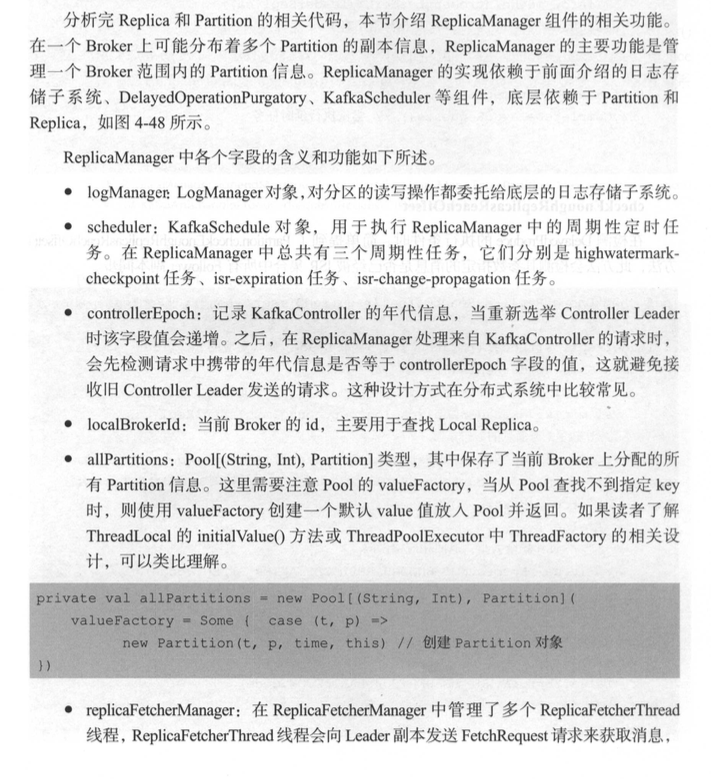 分析完 Replica 和 Partition 的相关代码，本节介绍 ReplicaManager 组件的相关功能。
在一个 Broker 上可能分布着多个 Partition 的副本信息，ReplicaManager 的主要功能是管
理一个 Broker 范围内的 Partition 信息。ReplicaManager 的实现依赖于前面介绍的日志存
储子系统、DelayedOperationPurgatory、KafkaScheduler 等组件，底层依赖于 Partition 和
Replica，如图 4-48 所示。
ReplicaManager 中各个字段的含义和功能如下所述。
● logManager: LogManager 对象，对分区的读写操作都委托给底层的日志存储子系统。
● scheduler：KafkaSchedule 对象，用于执行 ReplicaManager 中的周期性定时任
务。在 ReplicaManager 中总共有三个周期性任务，它们分别是 highwatermark-
checkpoint 任务、isr-expiration 任务、isr-change-propagation 任务。
● controllerEpoch：记录 KafkaController 的年代信息，当重新选举 Controller Leader
时该字段值会递增。之后，在 ReplicaManager 处理来自 KafkaController 的请求时，
会先检测请求中携带的年代信息是否等于 controllerEpoch 字段的值，这就避免接
收旧 Controller Leader 发送的请求。这种设计方式在分布式系统中比较常见。
● localBrokerId：当前 Broker 的 id，主要用于查找 Local Replica。
● allPartitions：Pool[(String, Int), Partition] 类型，其中保存了当前 Broker 上分配的所
有 Partition 信息。这里需要注意 Pool 的 valueFactory，当从 Pool 查找不到指定 key
时，则使用 valueFactory 创建一个默认 value 值放入 Pool 并返回。如果读者了解
ThreadLocal 的 initialValue() 方法或 ThreadPoolExecutor 中 ThreadFactory 的相关设
计，可以类比理解。
private val allPartitions = new Pool[(String, Int), Partition](
valueFactory = Some { case (t, p) =>
new Partition(t, p, time, this) // 创建 Partition 对象
})
● replicaFetcherManager：在 ReplicaFetcherManager 中管理了多个 ReplicaFetcherThread
线程，ReplicaFetcherThread 线程会向 Leader 副本发送 FetchRequest 请求来获取消息，